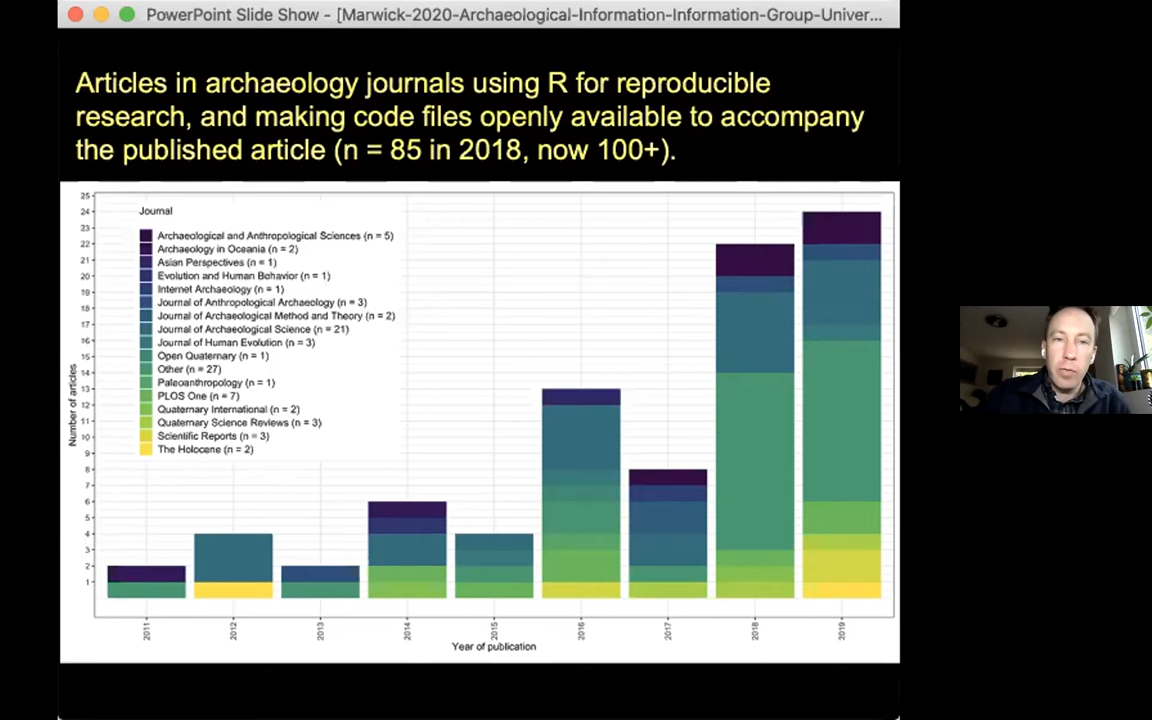 PowerPoint Slide Show - [Marwick-2020-Archaeological-Information-Information-Group-Univer...
Articles in archaeology journals using R for reproducible
research, and making code files openly available to accompany
the published article (n = 85 in 2018, now 100+).
Journal
Archaeological and Anthropological Sciences (n = 5)
Archaeology in Oceania (n = 2)
Asian Perspectives (n = 1)
Evolution and Human Behavior (n = 1)
Internet Archaeology (n = 1)
Journal of Anthropological Archaeology (n = 3)
Journal of Archaeological Method and Theory (n = 2)
Journal of Archaeological Science (n = 21)
Journal of Human Evolution (n = 3)
Open Quaternary (n = 1)
Other (n = 27)
Paleoanthropology (n = 1)
PLOS One (n = 7)
Quaternary International (n = 2)
Quaternary Science Reviews (n = 3)
Scientific Reports (n = 3)
The Holocene (n = 2)
Number of articles
25
24
23
22
21
20
19
18
17
16
15
14
13
12
11
10
9
8
7
6
5
4
3
2
1
2011
2012
2013
2014
2015
2016
2017
2018
2019
Year of publication